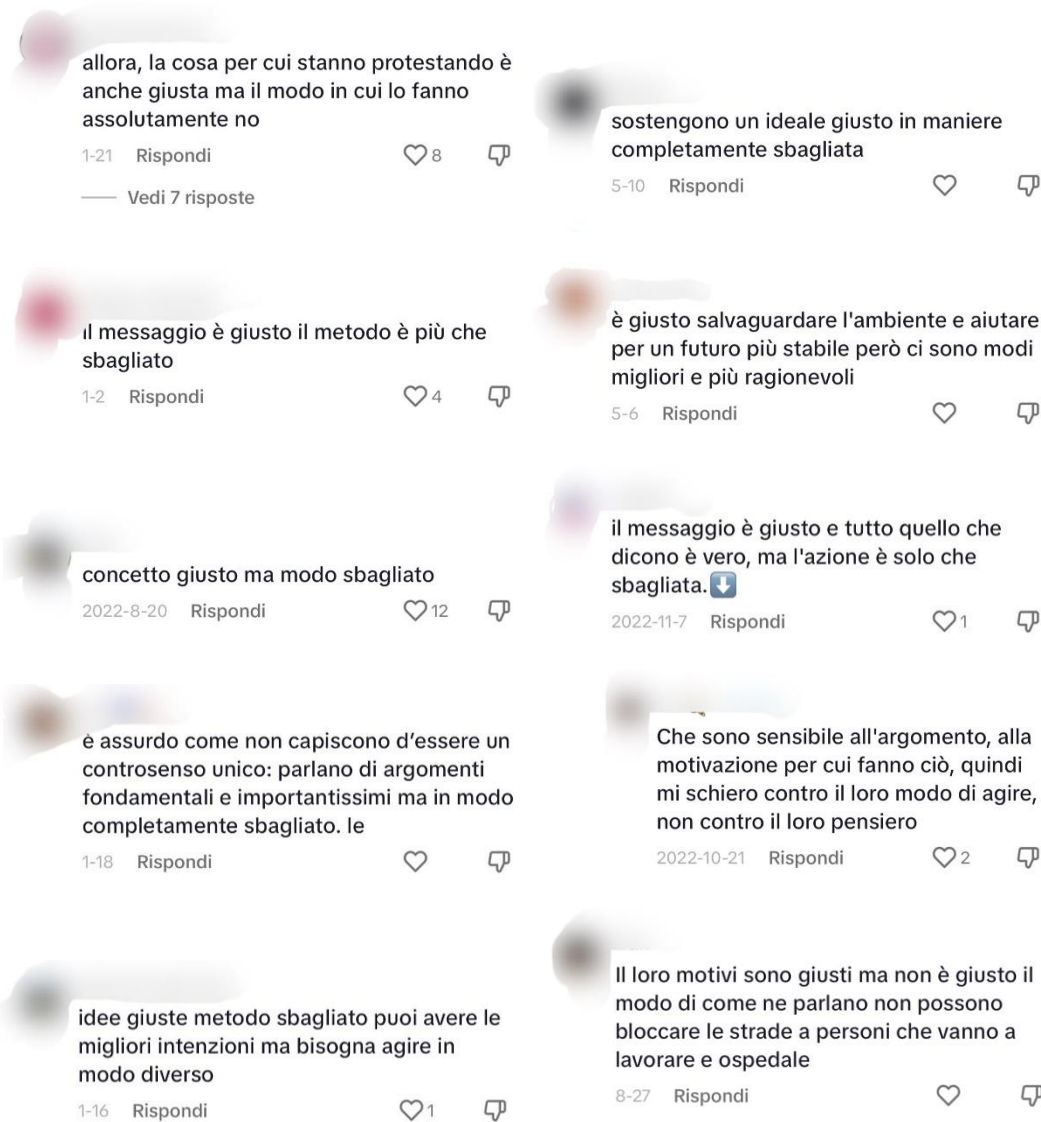 allora, la cosa per cui stanno protestando è
anche giusta ma il modo in cui lo fanno
assolutamente no
1-21 Rispondi 8
Vedi 7 risposte
il messaggio è giusto il metodo è più che
sbagliato
1-2 Rispondi 4
concetto giusto ma modo sbagliato
2022-8-20 Rispondi 12
è assurdo come non capiscono d'essere un
controsenso unico: parlano di argomenti
fondamentali e importantissimi ma in modo
completamente sbagliato. le
1-18 Rispondi
idee giuste metodo sbagliato puoi avere le
migliori intenzioni ma bisogna agire in
modo diverso
1-16 Rispondi 1
sostengono un ideale giusto in maniere
completamente sbagliata
5-10 Rispondi
è giusto salvaguardare l'ambiente e aiutare
per un futuro più stabile però ci sono modi
migliori e più ragionevoli
5-6 Rispondi
il messaggio è giusto e tutto quello che
dicono è vero, ma l'azione è solo che
sbagliata.⬇️
2022-11-7 Rispondi 1
Che sono sensibile all'argomento, alla
motivazione per cui fanno ciò, quindi
mi schiero contro il loro modo di agire,
non contro il loro pensiero
2022-10-21 Rispondi 2
Il loro motivi sono giusti ma non è giusto il
modo di come ne parlano non possono
bloccare le strade a personi che vanno a
lavorare e ospedale
8-27 Rispondi